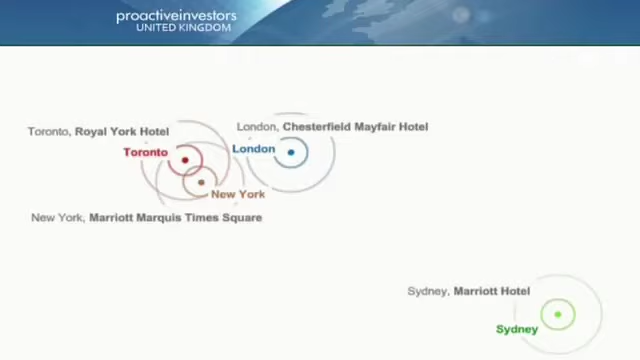 proactiveinvestors
UNITED KINGDOM
Toronto, Royal York Hotel
London, Chesterfield Mayfair Hotel
Toronto
London
New York
New York, Marriott Marquis Times Square
Sydney, Marriott Hotel
Sydney